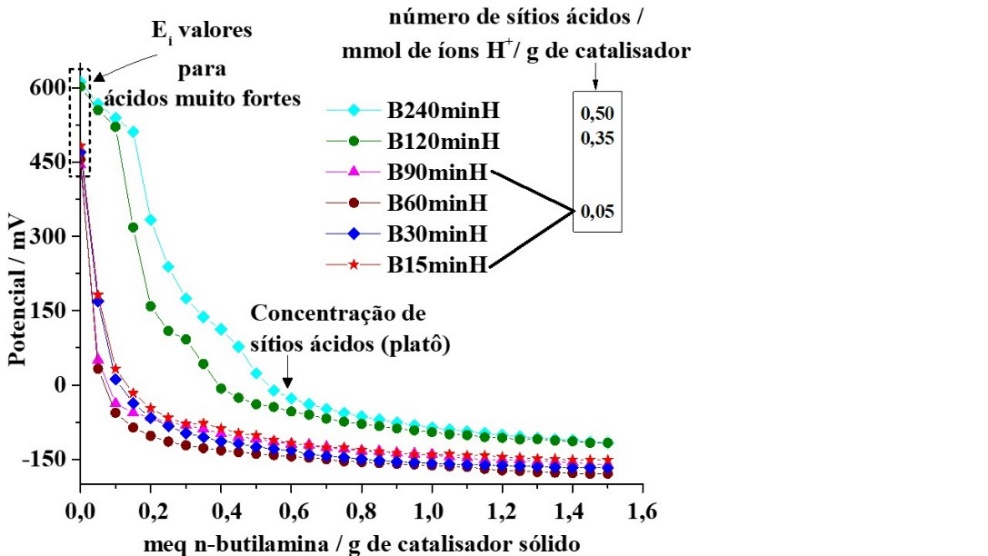 número de sítios ácidos /
mmol de íons H⁺/ g de catalisador
Eᵢ valores
para
ácidos muito fortes
B240minH
B120minH
B90minH
B60minH
B30minH
B15minH
0,50
0,35
0,05
Concentração de
sítios ácidos (platô)
Potencial / mV
600
450
300
150
0
-150
0,0 0,2 0,4 0,6 0,8 1,0 1,2 1,4 1,6
meq n-butilamina / g de catalisador sólido